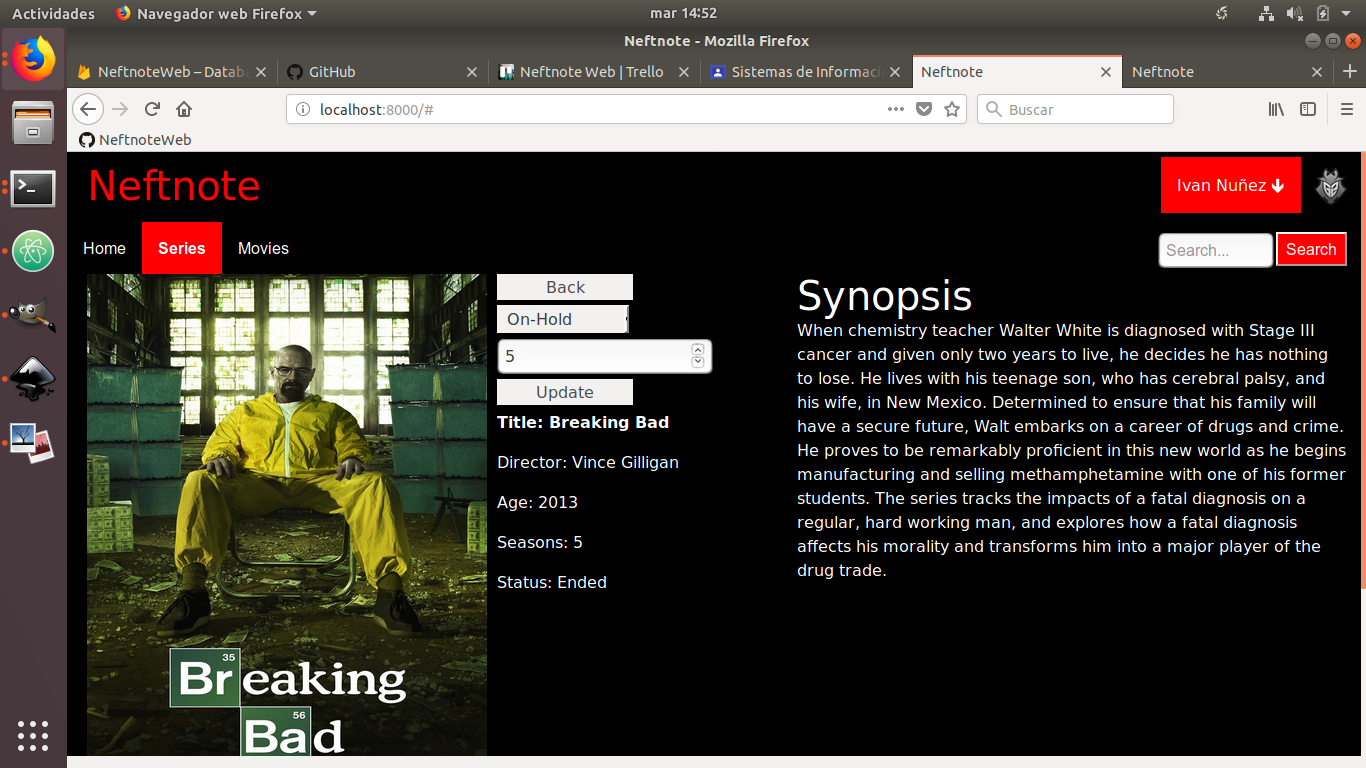 Actividades
Navegador web Firefox
mar 14:52
Neftnote - Mozilla Firefox
NeftnoteWeb – Datab
GitHub
Neftnote Web | Trello
Sistemas de Informaci
Neftnote
Neftnote
localhost:8000/#
Buscar
NeftnoteWeb
Neftnote
Ivan Nuñez
Home
Series
Movies
Search...
Search
Back
On-Hold
5
Update
Title: Breaking Bad
Director: Vince Gilligan
Age: 2013
Seasons: 5
Status: Ended
Synopsis
When chemistry teacher Walter White is diagnosed with Stage III
cancer and given only two years to live, he decides he has nothing
to lose. He lives with his teenage son, who has cerebral palsy, and
his wife, in New Mexico. Determined to ensure that his family will
have a secure future, Walt embarks on a career of drugs and crime.
He proves to be remarkably proficient in this new world as he begins
manufacturing and selling methamphetamine with one of his former
students. The series tracks the impacts of a fatal diagnosis on a
regular, hard working man, and explores how a fatal diagnosis
affects his morality and transforms him into a major player of the
drug trade.
35
Breaking
56
Bad